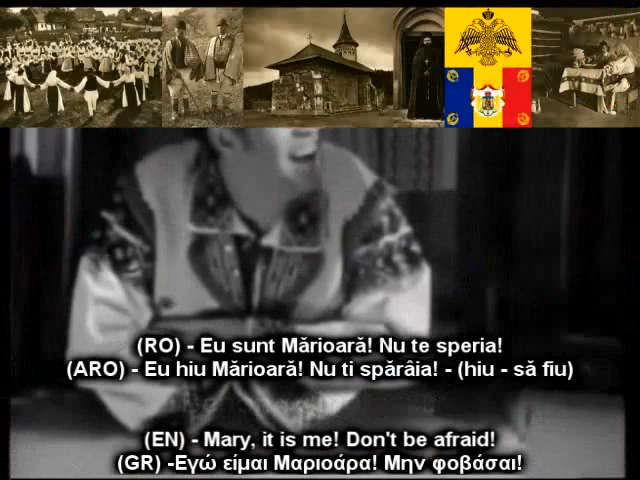 (RO) - Eu sunt Mărioară! Nu te speria!
(ARO) - Eu hiu Mărioară! Nu ti spărâia! - (hiu - să fiu)
(EN) - Mary, it is me! Don't be afraid!
(GR) -Εγώ είμαι Μαριοάρα! Μην φοβάσαι!